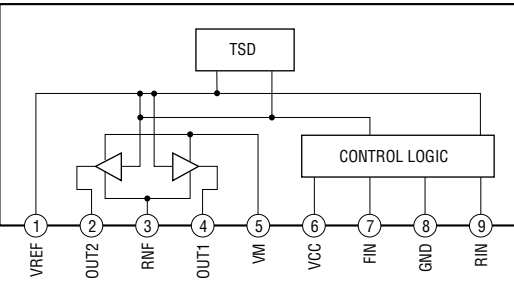 TSD
CONTROL LOGIC
1 2 3 4 5 6 7 8 9
VREF OUT2 RNF OUT1 VM VCC FIN GND RIN